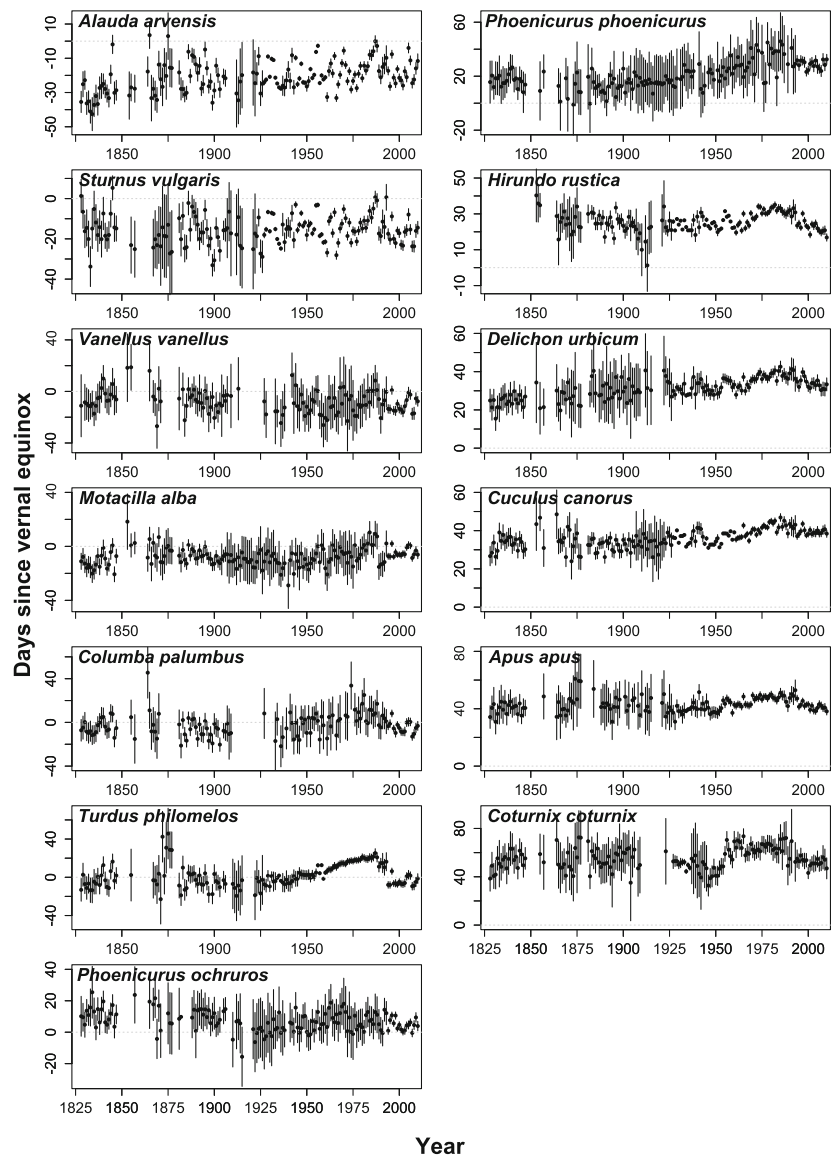 Alauda arvensis
10
-10
-30
-50
1850 1900 1950 2000
Phoenicurus phoenicurus
60
20
-20
1850 1900 1950 2000
Sturnus vulgaris
0
20
-40
1850 1900 1950 2000
Hirundo rustica
50
30
10
-10
1850 1900 1950 2000
Vanellus vanellus
40
0
40
1850 1900 1950 2000
Delichon urbicum
60
40
20
0
1850 1900 1950 2000
Motacilla alba
40
0
40
1850 1900 1950 2000
Cuculus canorus
60
40
20
0
1850 1900 1950 2000
Columba palumbus
40
0
-40
1850 1900 1950 2000
Apus apus
80
40
0
1850 1900 1950 2000
Turdus philomelos
40
0
-40
1850 1900 1950 2000
Coturnix coturnix
80
40
0
1825 1850 1875 1900 1925 1950 1975 2000
Phoenicurus ochruros
40
20
0
-20
1825 1850 1875 1900 1925 1950 1975 2000
Days since vernal equinox
Year